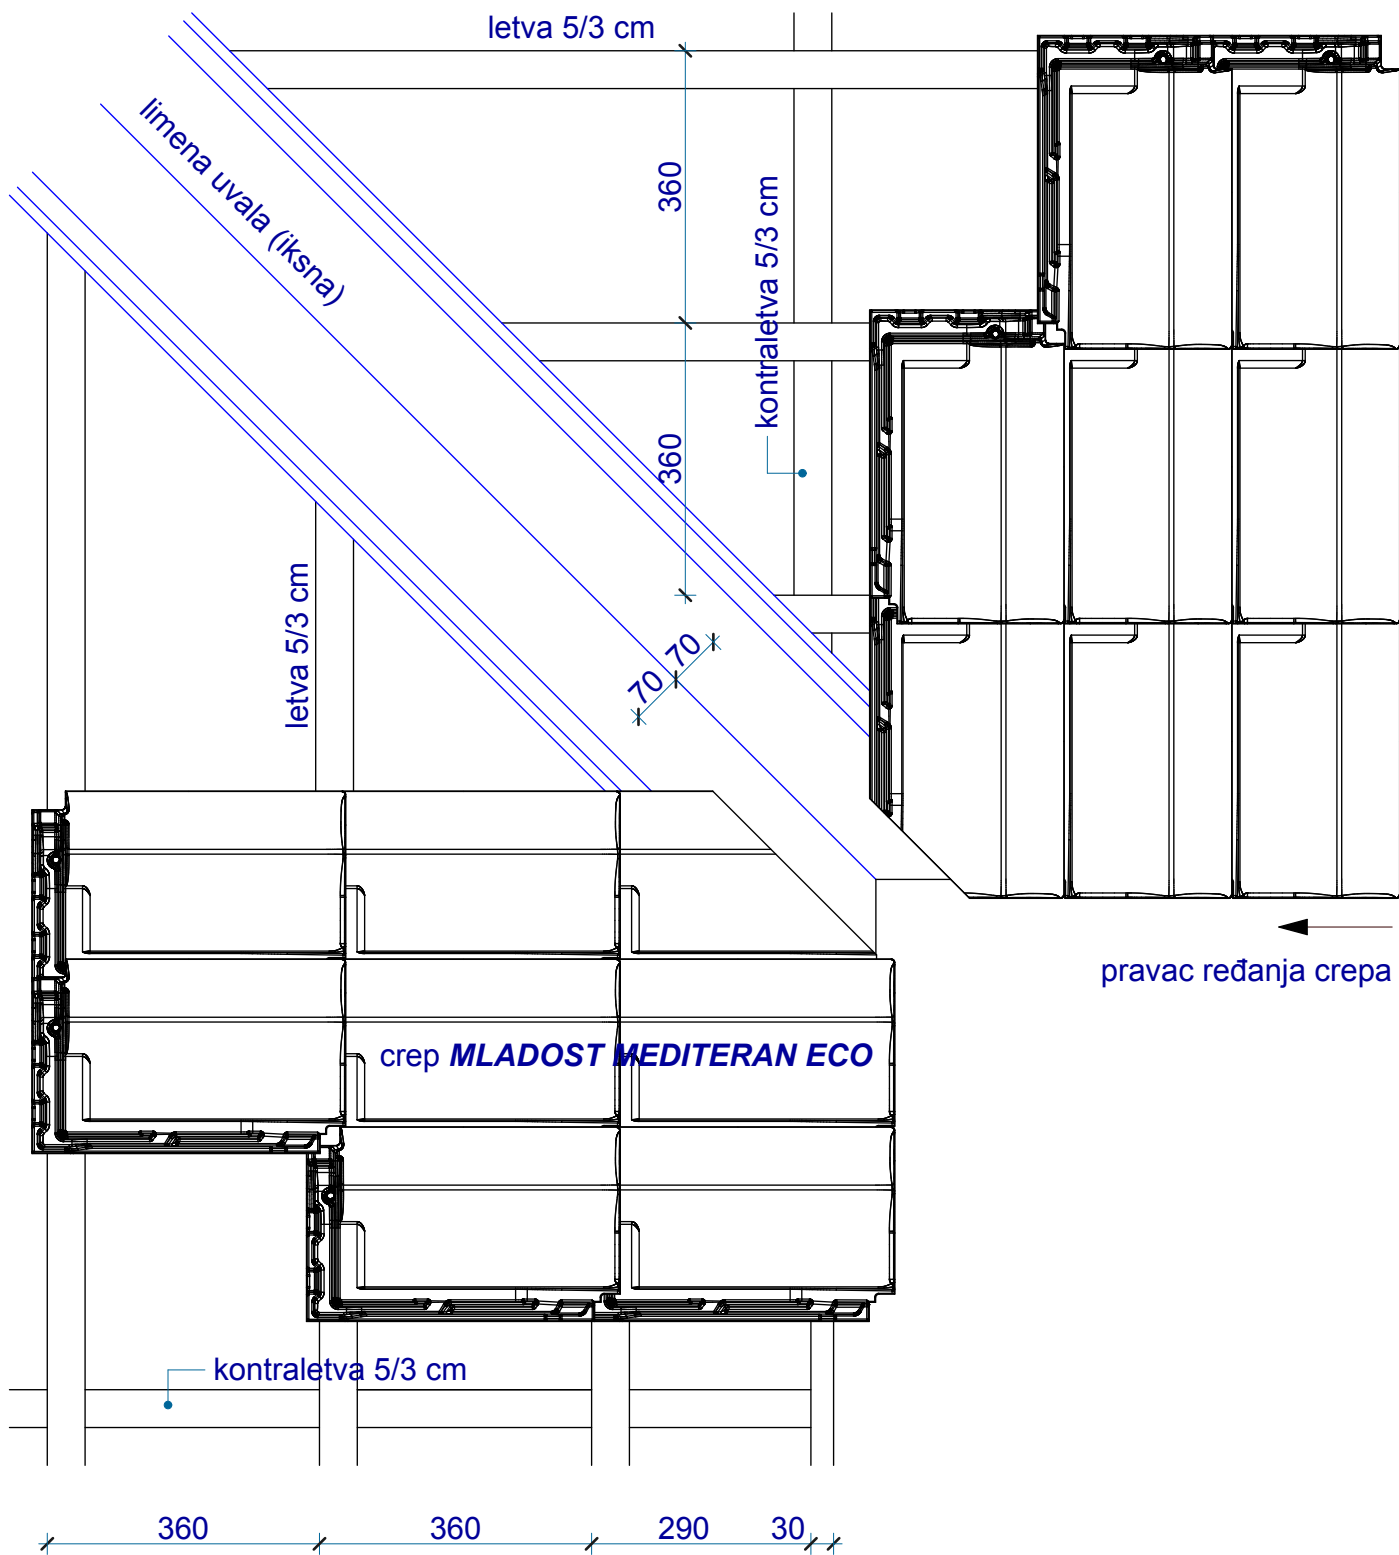 letva 5/3 cm
limena uvala (iksna)
360
kontraletva 5/3 cm
360
letva 5/3 cm
70
70
pravac ređanja crepa
crep MLADOST MEDITERAN ECO
kontraletva 5/3 cm
360 360 290 30